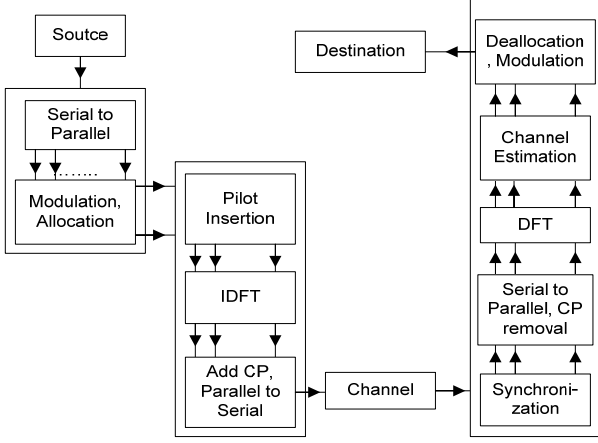 Soutce
Serial to
Parallel
........
Modulation,
Allocation
Pilot
Insertion
IDFT
Add CP,
Parallel to
Serial
Channel
Synchroni-
zation
Serial to
Parallel, CP
removal
DFT
Channel
Estimation
Deallocation
, Modulation
Destination